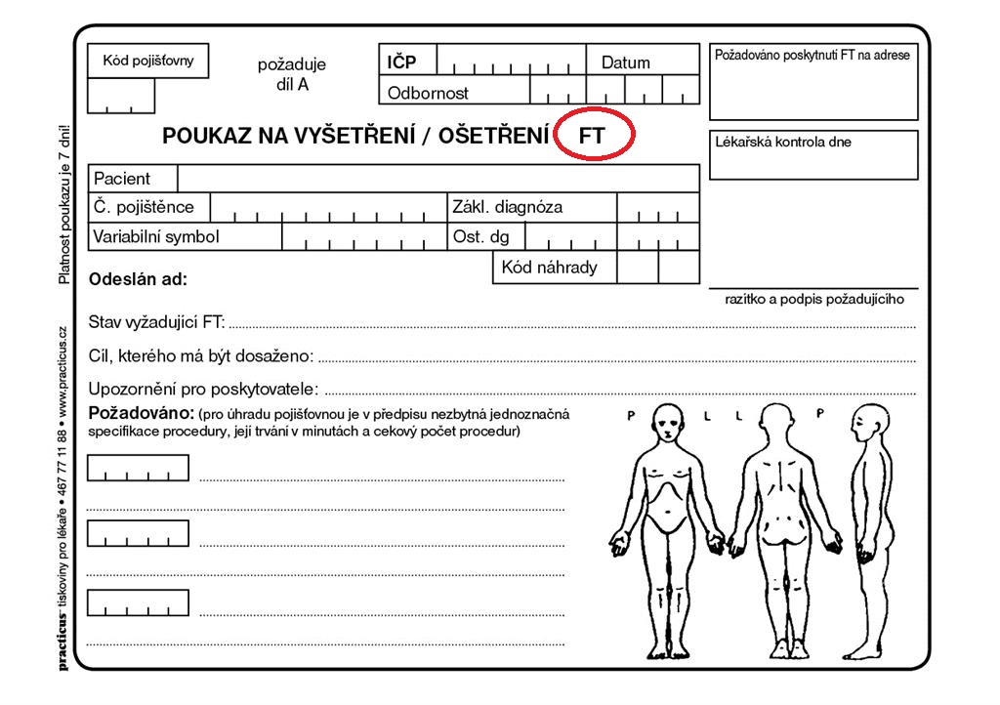 Kód pojišťovny
požaduje
díl A
IČP
Datum
Odbornost
Požadováno poskytnutí FT na adrese
POUKAZ NA VYŠETŘENÍ / OŠETŘENÍ FT
Lékařská kontrola dne
Pacient
Č. pojištěnce
Zákl. diagnóza
Variabilní symbol
Ost. dg
Kód náhrady
Odeslán ad:
razítko a podpis požadujícího
Stav vyžadující FT:
Cíl, kterého má být dosaženo:
Upozornění pro poskytovatele:
Požadováno: (pro úhradu pojišťovnou je v předpisu nezbytná jednoznačná
specifikace procedury, její trvání v minutách a cekový počet procedur)
P L L P
Platnost poukazu je 7 dní!
practicus tiskoviny pro lékaře • 467 77 11 88 • www.practicus.cz